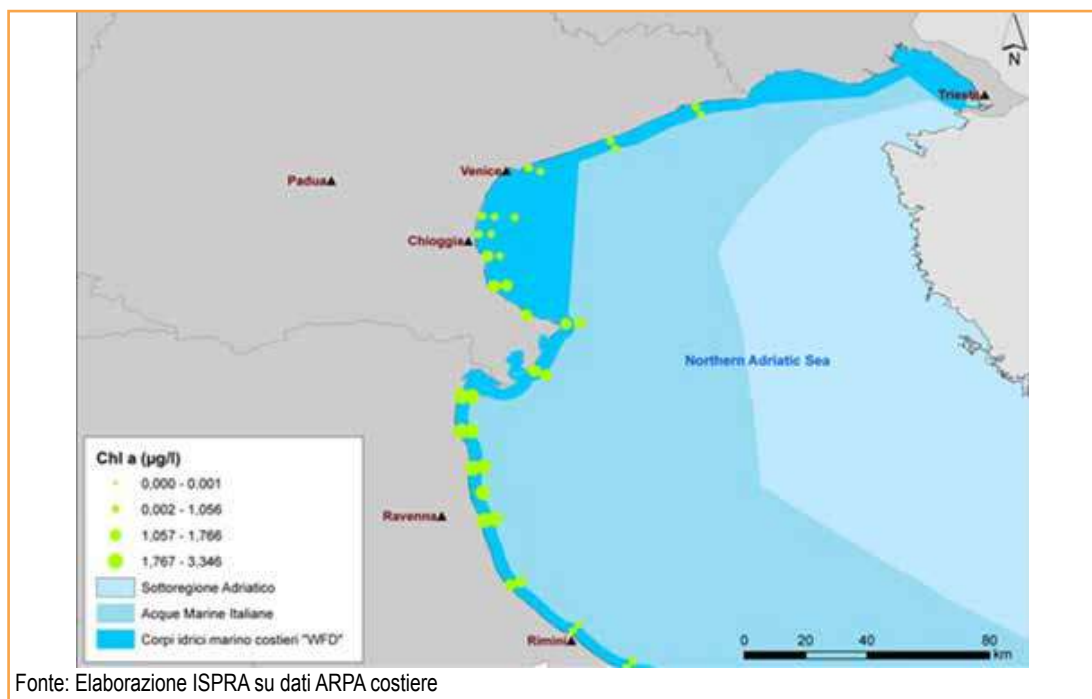 N
Trieste
Venice
Padua
Chioggia
Northern Adriatic Sea
Chl a (µg/l)
0,000 - 0,001
0,002 - 1,056
1,057 - 1,766
1,767 - 3,346
Sottoregione Adriatico
Acque Marine Italiane
Corpi idrici marino costieri "WFD"
Ravenna
Rimini
0 20 40 80
km
Fonte: Elaborazione ISPRA su dati ARPA costiere